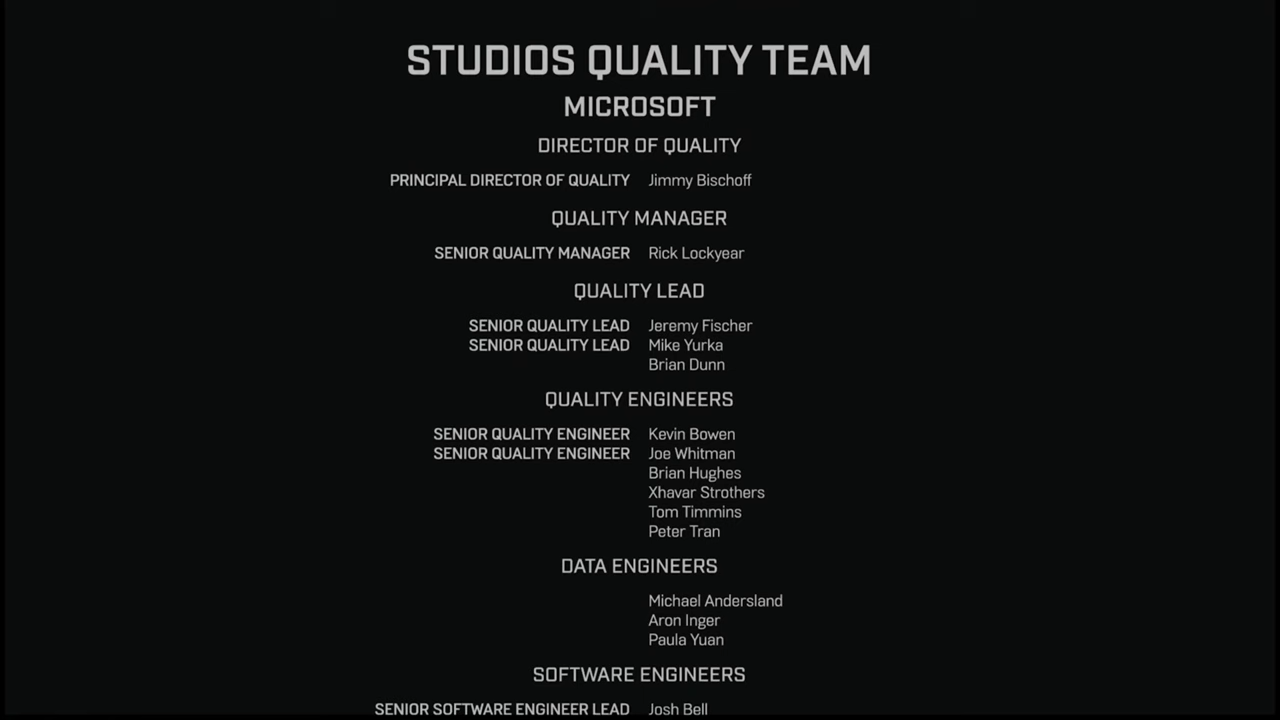 STUDIOS QUALITY TEAM
MICROSOFT
DIRECTOR OF QUALITY
PRINCIPAL DIRECTOR OF QUALITY Jimmy Bischoff
QUALITY MANAGER
SENIOR QUALITY MANAGER Rick Lockyear
QUALITY LEAD
SENIOR QUALITY LEAD Jeremy Fischer
SENIOR QUALITY LEAD Mike Yurka
Brian Dunn
QUALITY ENGINEERS
SENIOR QUALITY ENGINEER Kevin Bowen
SENIOR QUALITY ENGINEER Joe Whitman
Brian Hughes
Xhavar Strothers
Tom Timmins
Peter Tran
DATA ENGINEERS
Michael Andersland
Aron Inger
Paula Yuan
SOFTWARE ENGINEERS
SENIOR SOFTWARE ENGINEER LEAD Josh Bell